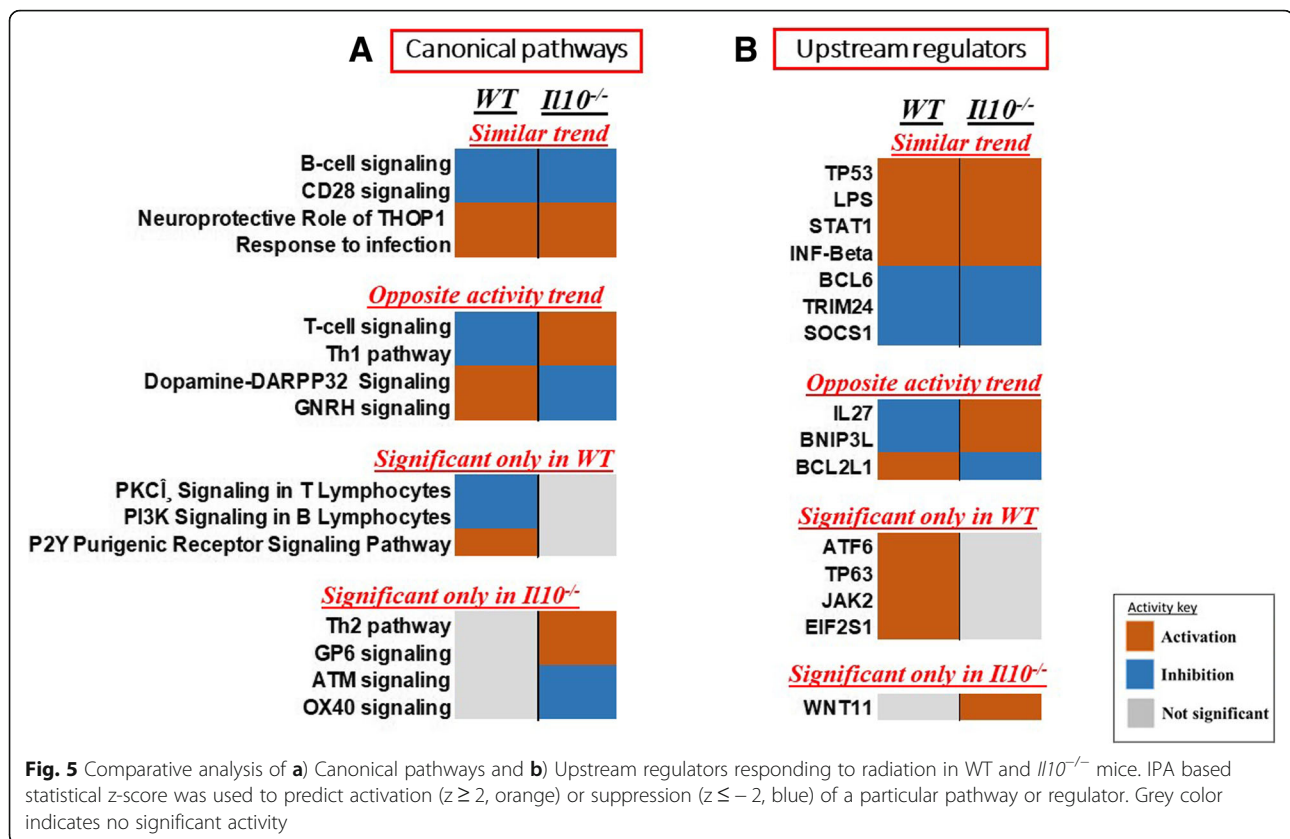 A Canonical pathways
WT Il10-/-
Similar trend
B-cell signaling
CD28 signaling
Neuroprotective Role of THOP1
Response to infection
Opposite activity trend
T-cell signaling
Th1 pathway
Dopamine-DARPP32 Signaling
GNRH signaling
Significant only in WT
PKCÎ¸ Signaling in T Lymphocytes
PI3K Signaling in B Lymphocytes
P2Y Purigenic Receptor Signaling Pathway
Significant only in Il10-/-
Th2 pathway
GP6 signaling
ATM signaling
OX40 signaling
B Upstream regulators
WT Il10-/-
Similar trend
TP53
LPS
STAT1
INF-Beta
BCL6
TRIM24
SOCS1
Opposite activity trend
IL27
BNIP3L
BCL2L1
Significant only in WT
ATF6
TP63
JAK2
EIF2S1
Significant only in Il10-/-
WNT11
Activity key
Activation
Inhibition
Not significant
Fig. 5 Comparative analysis of a) Canonical pathways and b) Upstream regulators responding to radiation in WT and Il10−/− mice. IPA based
statistical z-score was used to predict activation (z ≥ 2, orange) or suppression (z ≤ − 2, blue) of a particular pathway or regulator. Grey color
indicates no significant activity